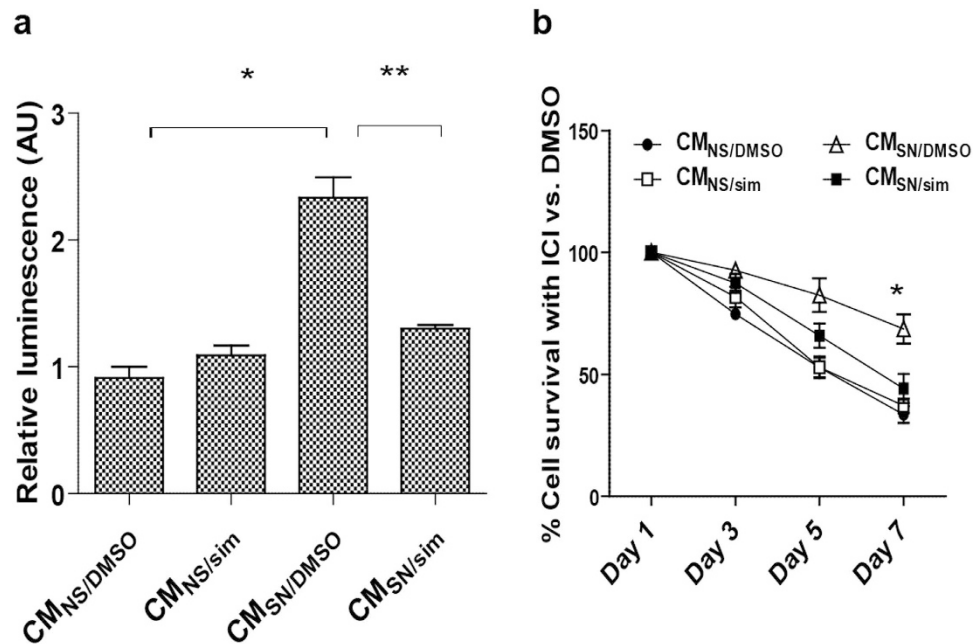 a
* **
Relative luminescence (AU)
3
2
1
0
CMNS/DMSO
CMNS/sim
CMSN/DMSO
CMSN/sim
b
% Cell survival with ICI vs. DMSO
150
100
50
0
CMNS/DMSO CMSN/DMSO
CMNS/sim CMSN/sim
*
Day 1
Day 3
Day 5
Day 7